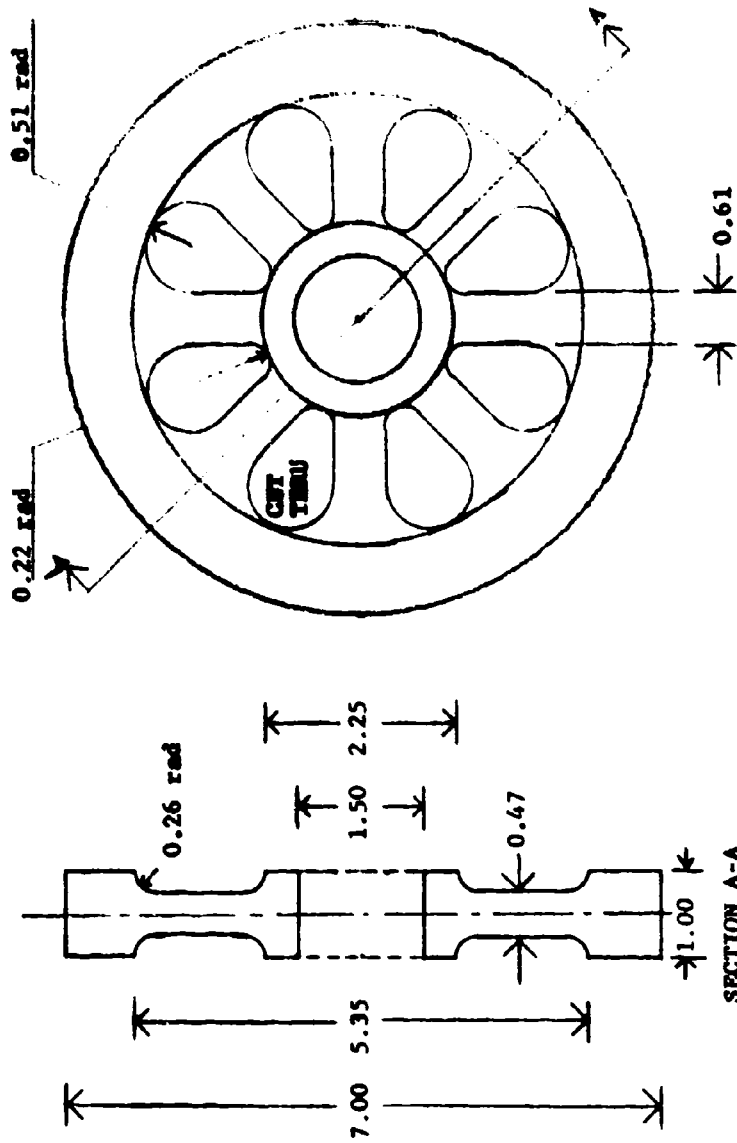 0.51 rad
0.22 rad
A
A
CUT
THRU
0.61
0.26 rad
2.25
1.50
0.47
1.00
5.35
7.00
SECTION A-A